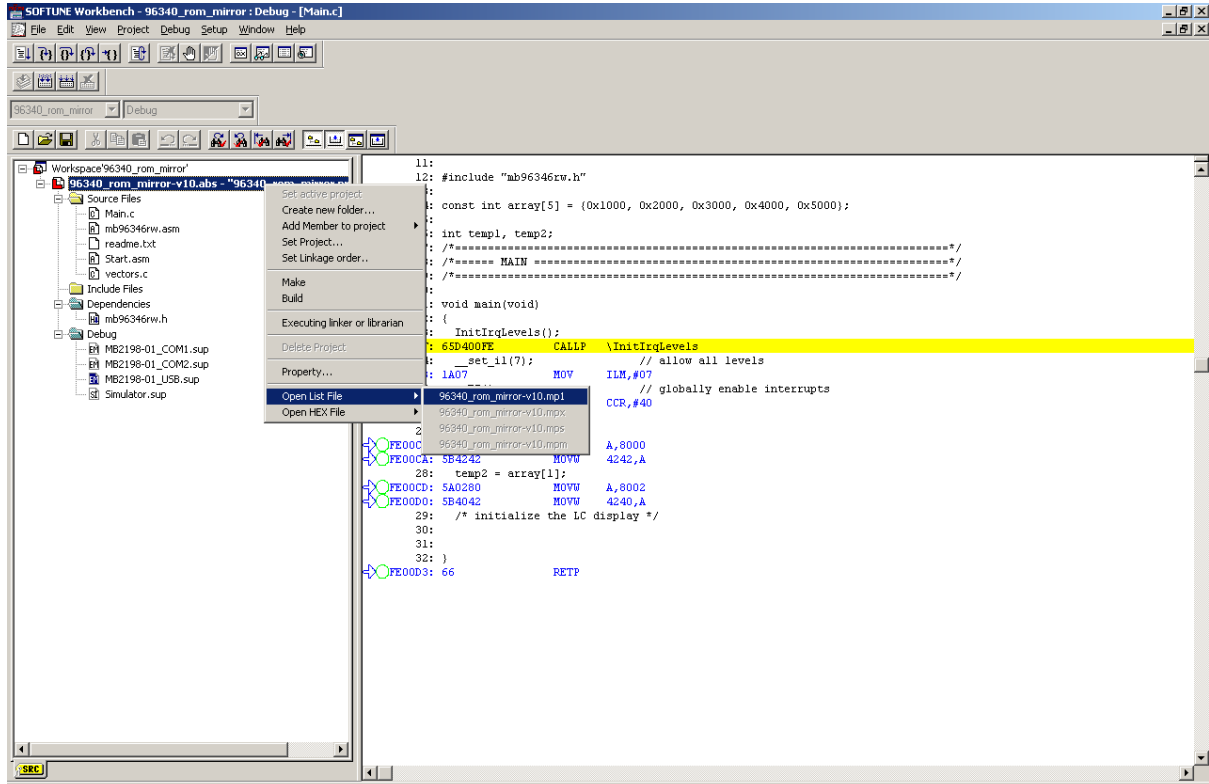 SOFTUNE Workbench - 96340_rom_mirror : Debug - [Main.c]
File Edit View Project Debug Setup Window Help
96340_rom_mirror Debug
Workspace'96340_rom_mirror'
96340_rom_mirror-v10.abs - "96340_rom_mirror.pr
Source Files
Main.c
mb96346rw.asm
readme.txt
Start.asm
vectors.c
Include Files
Dependencies
mb96346rw.h
Debug
MB2198-01_COM1.sup
MB2198-01_COM2.sup
MB2198-01_USB.sup
Simulator.sup
SRC
Set active project
Create new folder...
Add Member to project
Set Project...
Set Linkage order..
Make
Build
Executing linker or librarian
Delete Project
Property...
Open List File
Open HEX File
96340_rom_mirror-v10.mp1
96340_rom_mirror-v10.mpx
96340_rom_mirror-v10.mps
96340_rom_mirror-v10.mpm
11:
12: #include "mb96346rw.h"
:
: const int array[5] = {0x1000, 0x2000, 0x3000, 0x4000, 0x5000};
:
: int temp1, temp2;
: /*===========================================================================*/
: /*====== MAIN ===============================================================*/
: /*===========================================================================*/
:
: void main(void)
: {
: InitIrqLevels();
: 65D400FE CALLP \InitIrqLevels
: __set_il(7); // allow all levels
: 1A07 MOV ILM,#07
// globally enable interrupts
CCR,#40
2
FE00C A,8000
FE00CA: 5B4242 MOVW 4242,A
28: temp2 = array[1];
FE00CD: 5A0280 MOVW A,8002
FE00D0: 5B4042 MOVW 4240,A
29: /* initialize the LC display */
30:
31:
32: }
FE00D3: 66 RETP